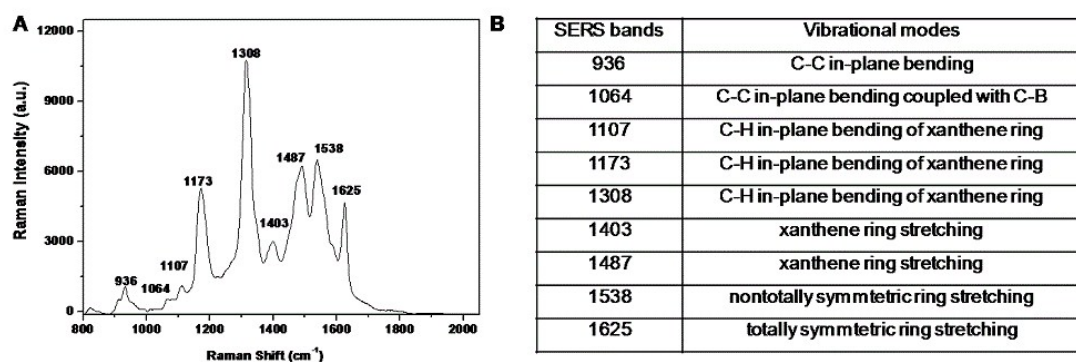 A
12000
9000
6000
3000
0
Raman Intensity (a.u.)
936
1064
1107
1173
1308
1403
1487
1538
1625
800 1000 1200 1400 1600 1800 2000
Raman Shift (cm⁻¹)
B
SERS bands Vibrational modes
936 C-C in-plane bending
1064 C-C in-plane bending coupled with C-B
1107 C-H in-plane bending of xanthene ring
1173 C-H in-plane bending of xanthene ring
1308 C-H in-plane bending of xanthene ring
1403 xanthene ring stretching
1487 xanthene ring stretching
1538 nontotally symmtetric ring stretching
1625 totally symmtetric ring stretching